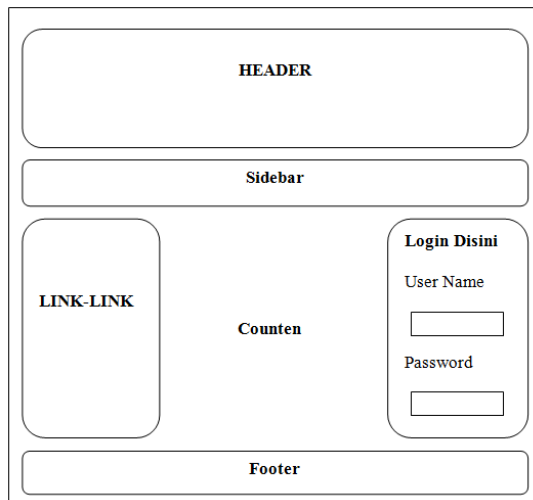 HEADER
Sidebar
LINK-LINK
Counten
Login Disini
User Name
Password
Footer